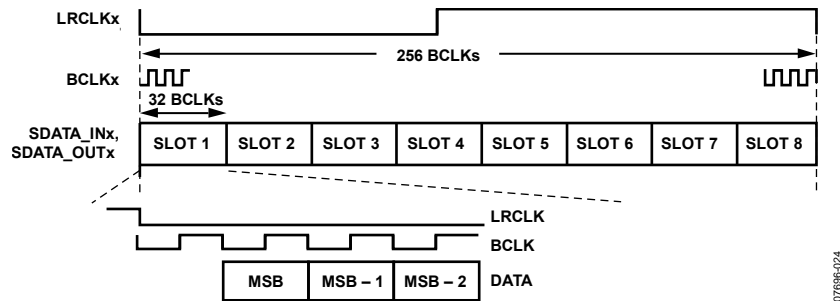 LRCLKx
256 BCLKs
BCLKx
32 BCLKs
SDATA_INx,
SDATA_OUTx
SLOT 1 SLOT 2 SLOT 3 SLOT 4 SLOT 5 SLOT 6 SLOT 7 SLOT 8
LRCLK
BCLK
MSB MSB – 1 MSB – 2 DATA
07696-024